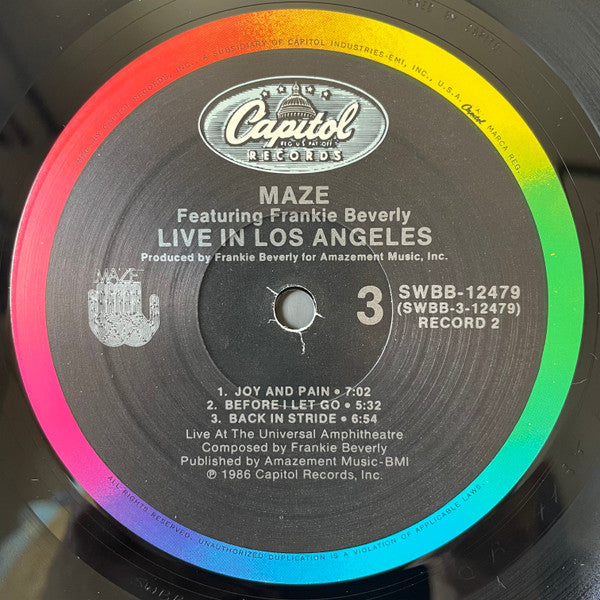 A SUBSIDIARY OF CAPITOL INDUSTRIES-EMI, INC., U.S.A.
Capitol MARCA REG.
Capitol
REG. U.S. PAT. OFF.
RECORDS
MAZE
Featuring Frankie Beverly
LIVE IN LOS ANGELES
Produced by Frankie Beverly for Amazement Music, Inc.
MAZE
3
SWBB-12479
(SWBB-3-12479)
RECORD 2
1. JOY AND PAIN • 7:02
2. BEFORE I LET GO • 5:32
3. BACK IN STRIDE • 6:54
Live At The Universal Amphitheatre
Composed by Frankie Beverly
Published by Amazement Music-BMI
℗ 1986 Capitol Records, Inc.
ALL RIGHTS RESERVED. UNAUTHORIZED DUPLICATION IS A VIOLATION OF APPLICABLE LAWS.